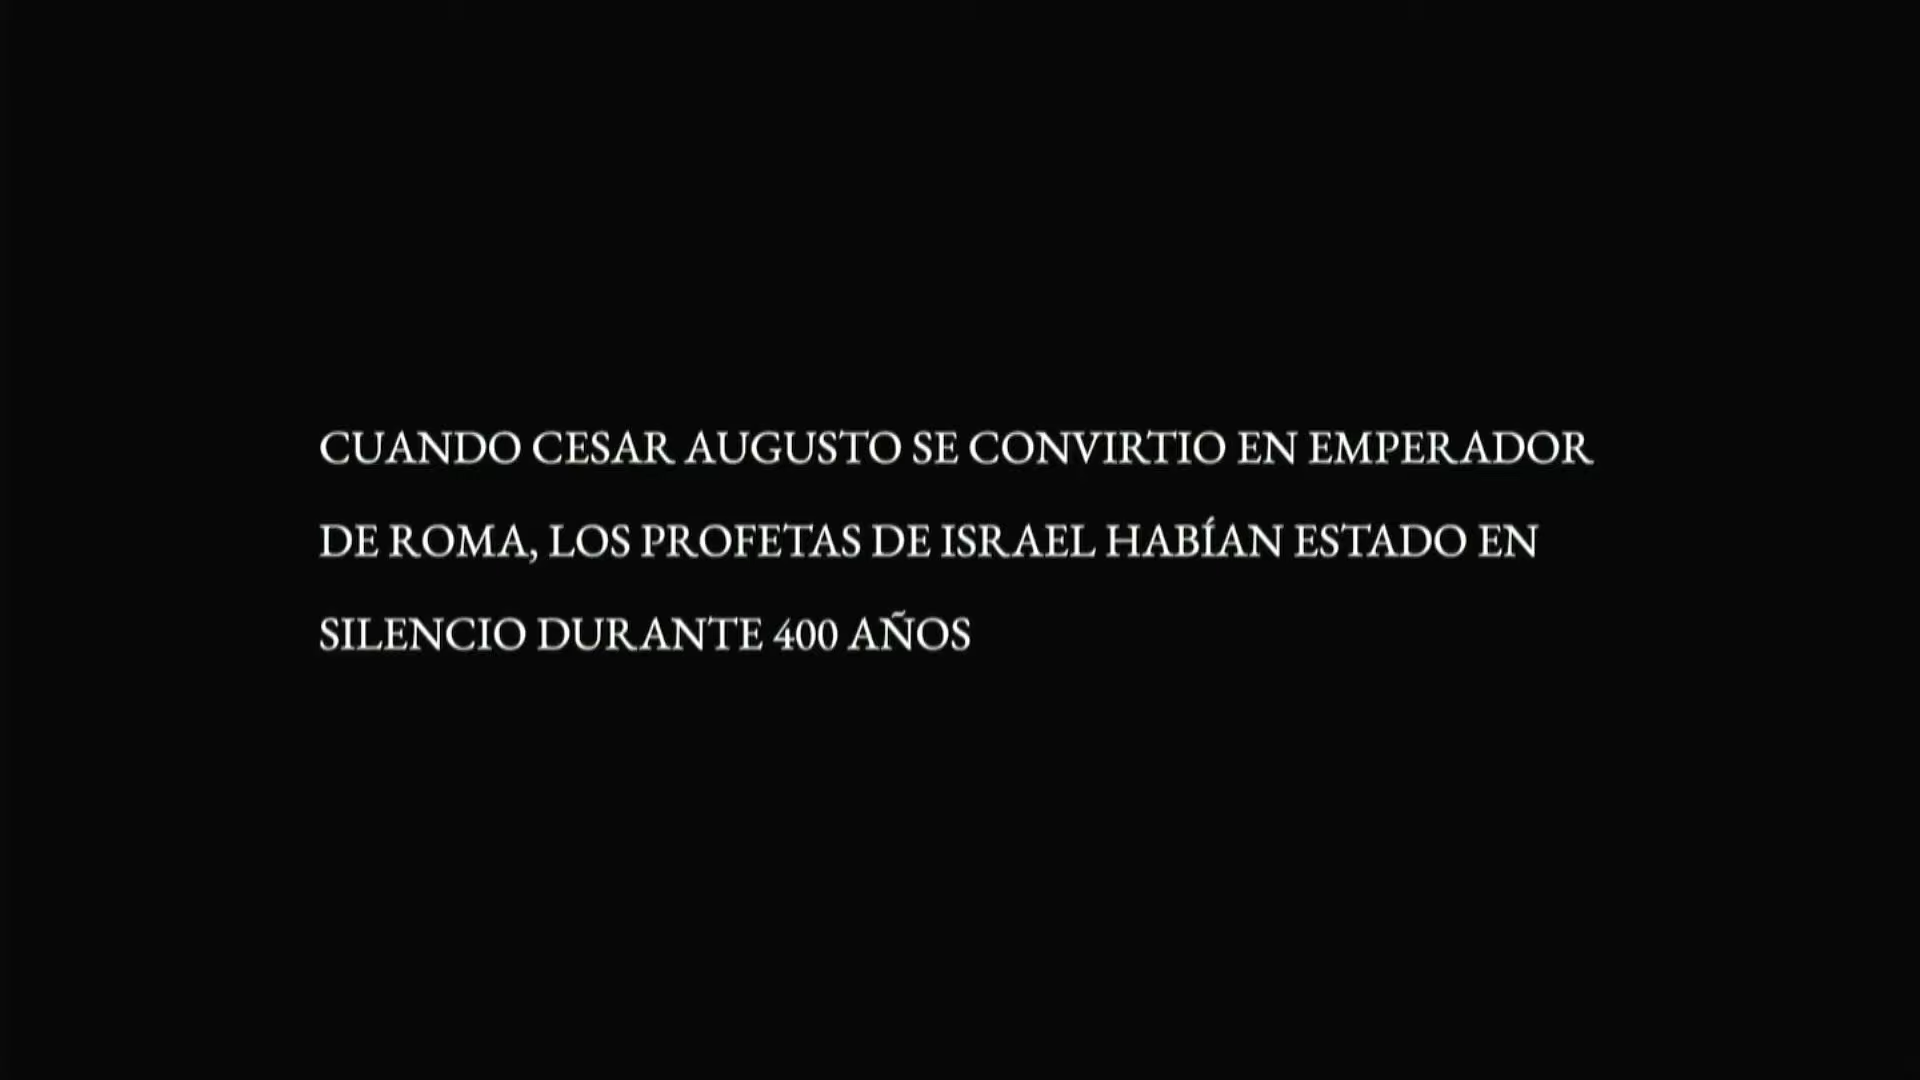 CUANDO CESAR AUGUSTO SE CONVIRTIO EN EMPERADOR
DE ROMA, LOS PROFETAS DE ISRAEL HABÍAN ESTADO EN
SILENCIO DURANTE 400 AÑOS